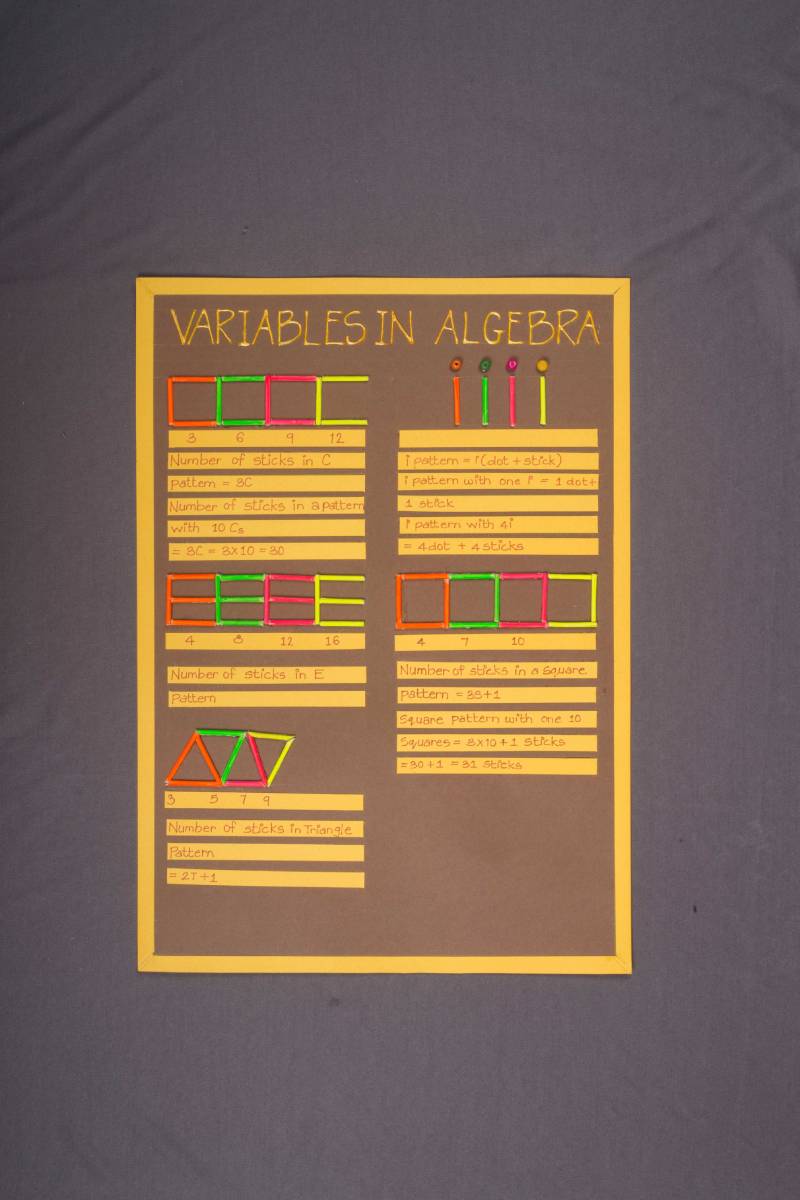 VARIABLES IN ALGEBRA
3 6 9 12
Number of sticks in C
pattern = 3C
Number of sticks in a pattern
with 10 Cs
= 3C = 3x10 = 30
4 8 12 16
Number of sticks in E
Pattern
3 5 7 9
Number of sticks in Triangle
Pattern
= 2T+1
i pattern = i(dot + stick)
i pattern with one i = 1 dot+
1 stick
i pattern with 4i
= 4dot + 4sticks
4 7 10
Number of sticks in a Square
pattern = 3S+1
Square pattern with one 10
Squares = 3x10 + 1 sticks
= 30 + 1 = 31 sticks